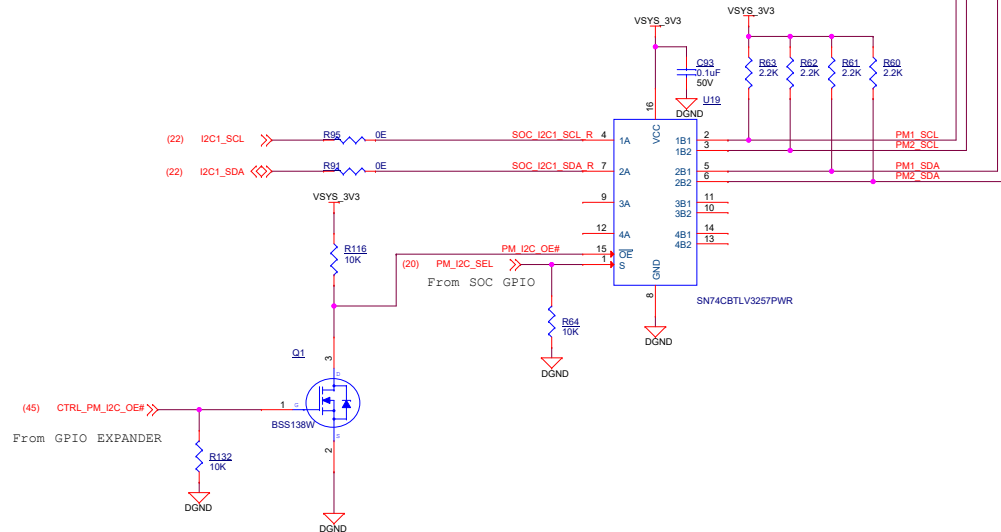 VSYS_3V3
VSYS_3V3
C93
0.1uF
50V
DGND
R63
2.2K
R62
2.2K
R61
2.2K
R60
2.2K
U19
16
VCC
(22) I2C1_SCL
R95
0E
SOC_I2C1_SCL_R
4
1A
1B1
2
PM1_SCL
1B2
3
PM2_SCL
(22) I2C1_SDA
R91
0E
SOC_I2C1_SDA_R
7
2A
2B1
5
PM1_SDA
2B2
6
PM2_SDA
VSYS_3V3
9
3A
3B1
11
3B2
10
12
4A
4B1
14
4B2
13
R116
10K
PM_I2C_OE#
15
OE
(20) PM_I2C_SEL
1
S
From SOC GPIO
GND
8
SN74CBTLV3257PWR
DGND
R64
10K
DGND
Q1
3
D
(45) CTRL_PM_I2C_OE#
1
S
BSS138W
S
2
From GPIO EXPANDER
R132
10K
DGND
DGND